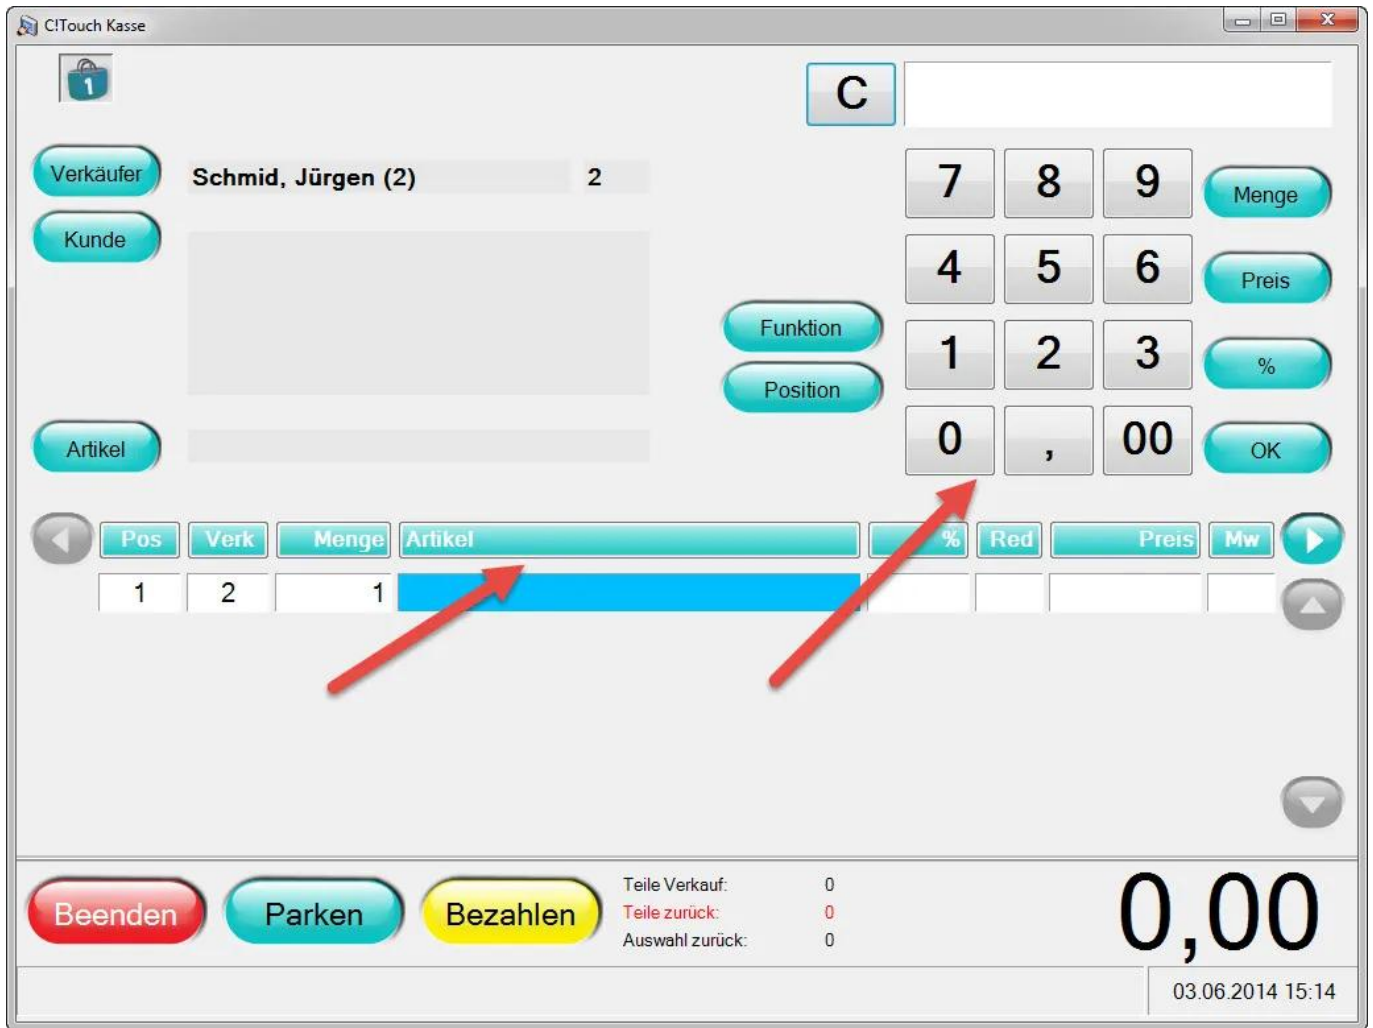 C!Touch Kasse
1
C
Verkäufer Schmid, Jürgen (2) 2
7 8 9 Menge
Kunde
4 5 6 Preis
Funktion
1 2 3 %
Position
Artikel
0 , 00 OK
Pos Verk Menge Artikel % Red Preis Mw
1 2 1
Beenden Parken Bezahlen
Teile Verkauf: 0
Teile zurück: 0
Auswahl zurück: 0
0,00
03.06.2014 15:14